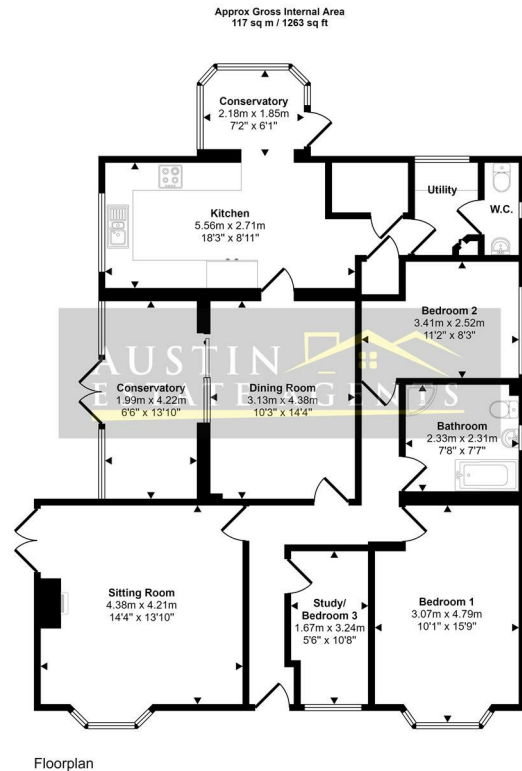 Approx Gross Internal Area
117 sq m / 1263 sq ft
Conservatory
2.18m x 1.85m
7'2" x 6'1"
Kitchen
5.56m x 2.71m
18'3" x 8'11"
Utility
W.C.
Bedroom 2
3.41m x 2.52m
11'2" x 8'3"
AUSTIN
ESTATE AGENTS
Conservatory
1.99m x 4.22m
6'6" x 13'10"
Dining Room
3.13m x 4.38m
10'3" x 14'4"
Bathroom
2.33m x 2.31m
7'8" x 7'7"
Sitting Room
4.38m x 4.21m
14'4" x 13'10"
Study/
Bedroom 3
1.67m x 3.24m
5'6" x 10'8"
Bedroom 1
3.07m x 4.79m
10'1" x 15'9"
Floorplan